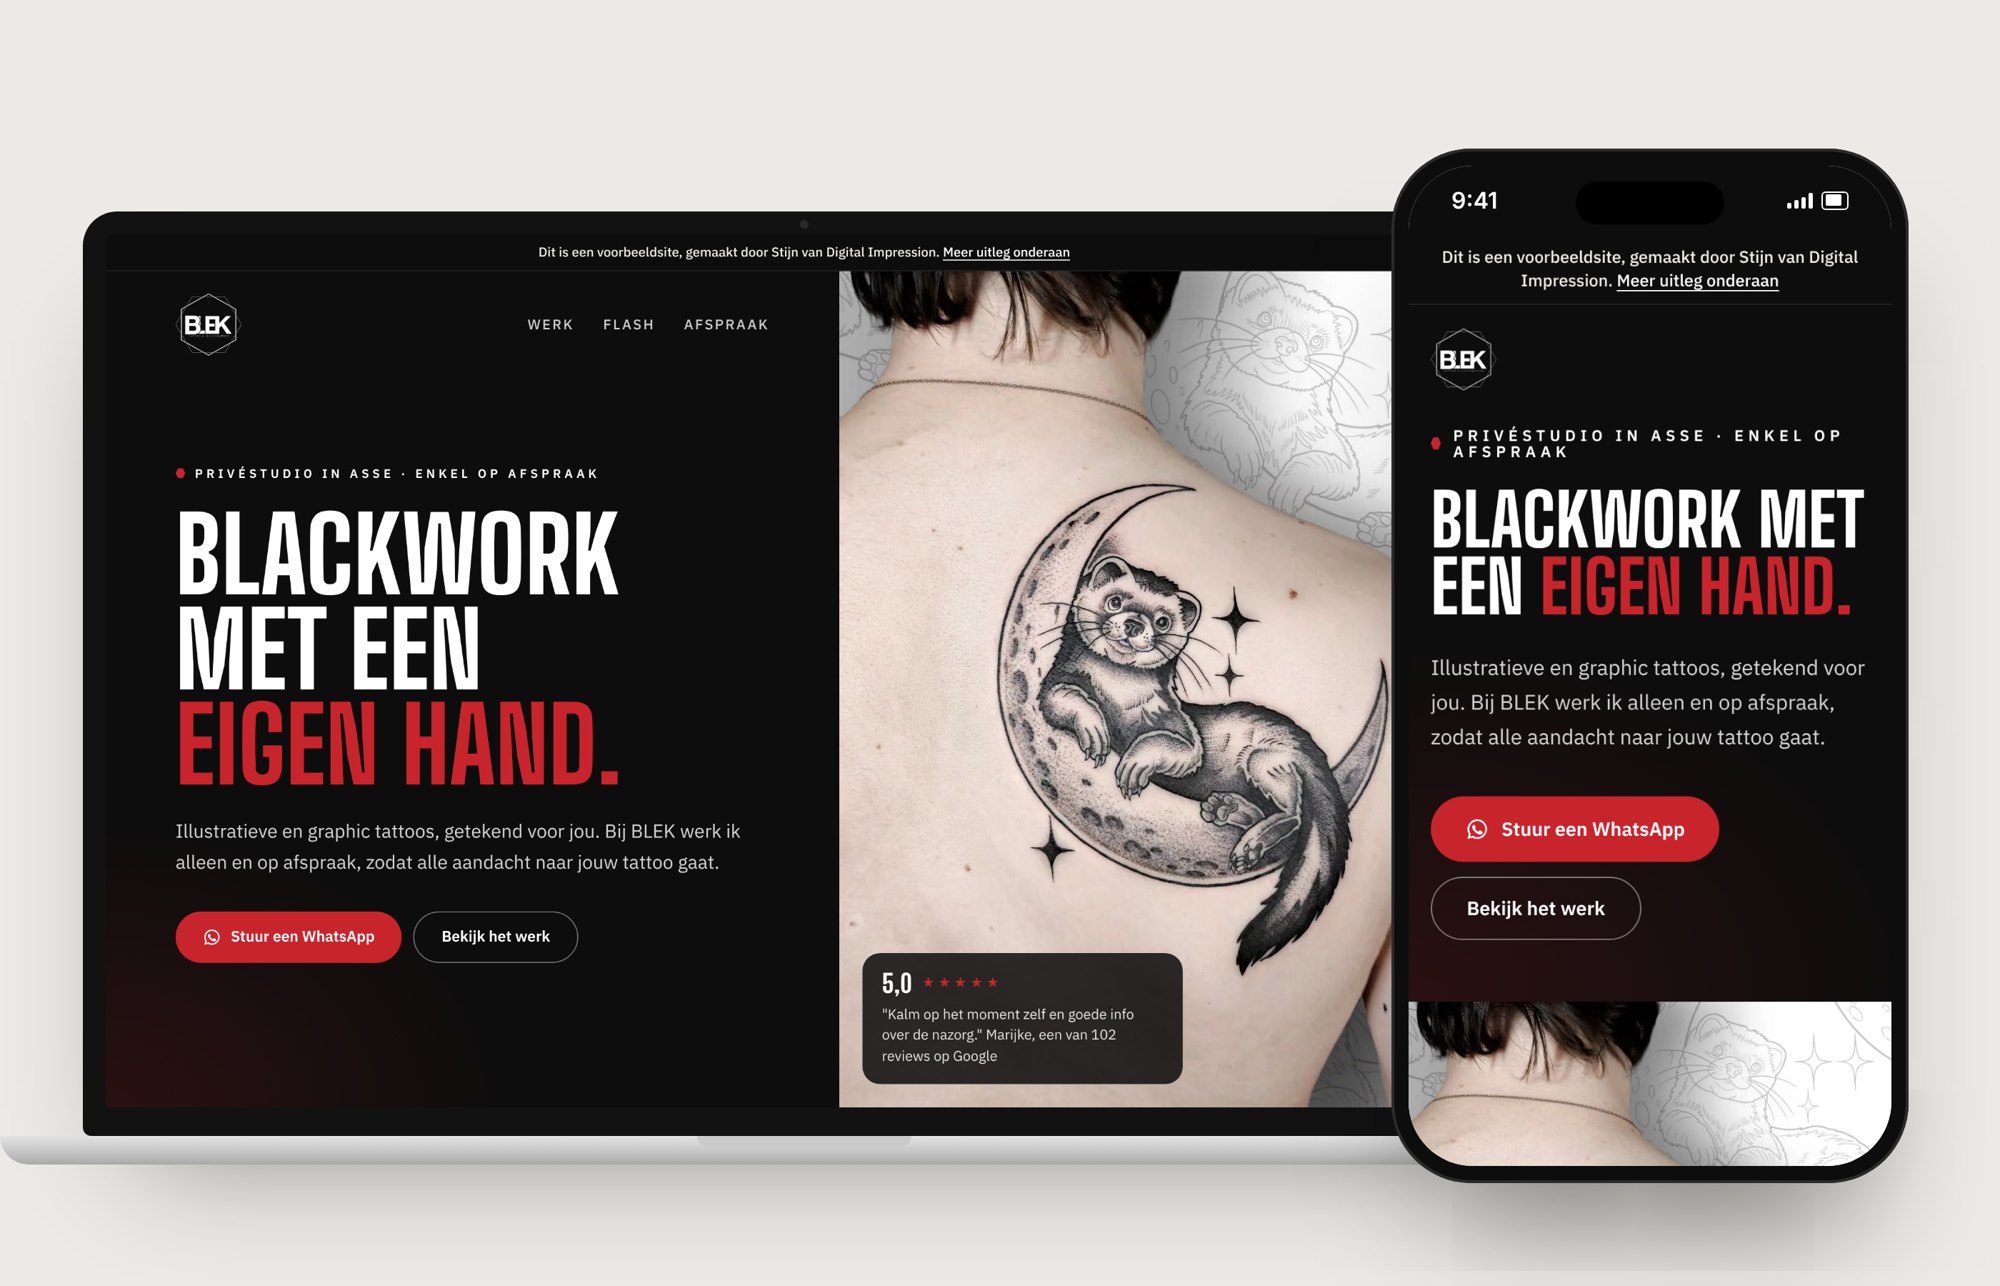 Dit is een voorbeeldsite, gemaakt door Stijn van Digital Impression. Meer uitleg onderaan
BLEK
WERK FLASH AFSPRAAK
PRIVÉSTUDIO IN ASSE · ENKEL OP AFSPRAAK
BLACKWORK
MET EEN
EIGEN HAND.
Illustratieve en graphic tattoos, getekend voor jou. Bij BLEK werk ik
alleen en op afspraak, zodat alle aandacht naar jouw tattoo gaat.
Stuur een WhatsApp
Bekijk het werk
5,0 ★★★★★
"Kalm op het moment zelf en goede info
over de nazorg." Marijke, een van 102
reviews op Google
9:41
Dit is een voorbeeldsite, gemaakt door Stijn van Digital
Impression. Meer uitleg onderaan
BLEK
PRIVÉSTUDIO IN ASSE · ENKEL OP
AFSPRAAK
BLACKWORK MET
EEN EIGEN HAND.
Illustratieve en graphic tattoos, getekend voor
jou. Bij BLEK werk ik alleen en op afspraak,
zodat alle aandacht naar jouw tattoo gaat.
Stuur een WhatsApp
Bekijk het werk